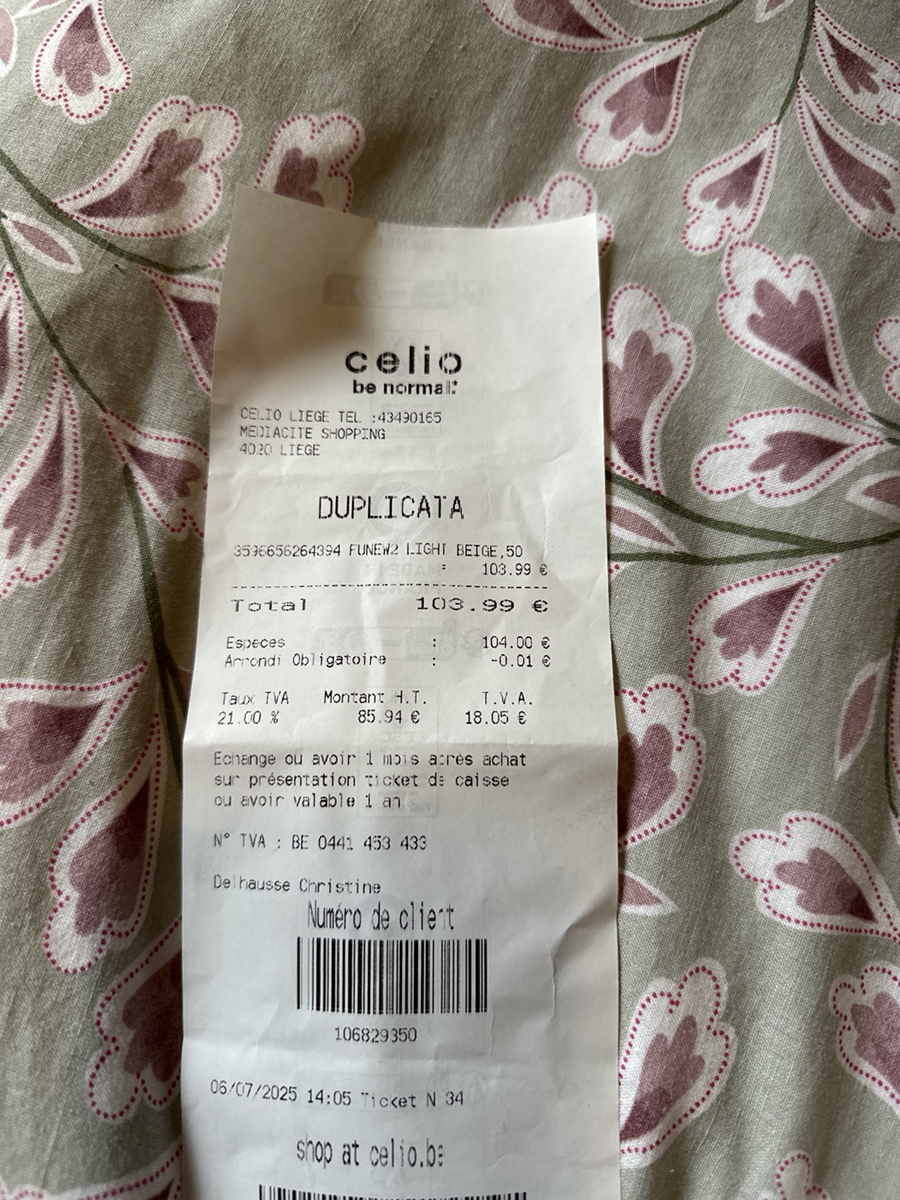 celio
be normal:
CELIO LIEGE TEL :43490165
MEDIACITE SHOPPING
4020 LIEGE
DUPLICATA
3596656264394 FUNEW2 LIGHT BEIGE,50
= 103.99 €
Total 103.99 €
Especes : 104.00 €
Arrondi Obligatoire : -0.01 €
Taux TVA Montant H.T. T.V.A.
21.00 % 85.94 € 18.05 €
Echange ou avoir 1 mois après achat
sur présentation ticket de caisse
ou avoir valable 1 an
N° TVA : BE 0441 453 433
Delhausse Christine
Numéro de client
106829350
06/07/2025 14:05 Ticket N 34
shop at celio.be